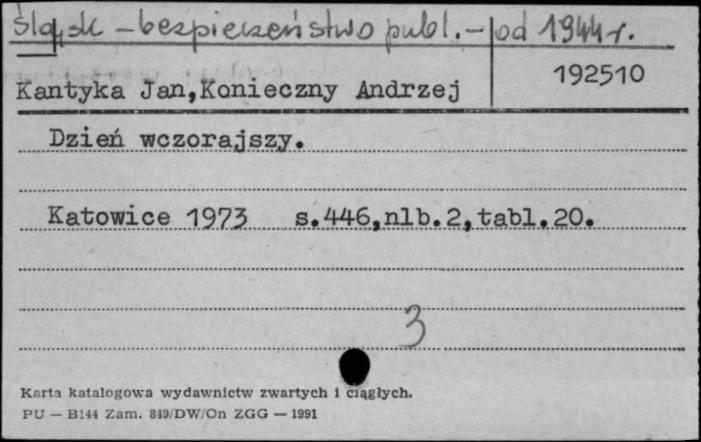 Śląsk – bezpieczeństwo publ. – od 1944 r.
192510
Kantyka Jan,Konieczny Andrzej
Dzień wczorajszy.
Katowice 1973 s.446,nlb.2,tabl.20.
3
Karta katalogowa wydawnictw zwartych i ciągłych.
PU — B144 Zam. 849/DW/On ZGG — 1991